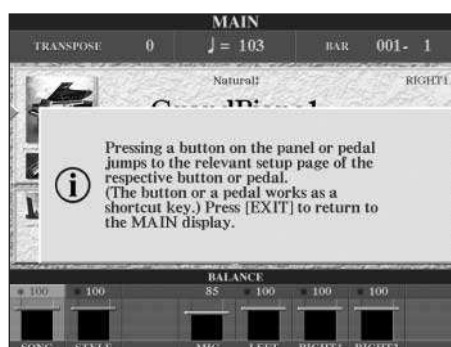 MAIN
TRANSPOSE 0 ♩= 103 BAR 001- 1
Natural! RIGHT1
Pressing a button on the panel or pedal
jumps to the relevant setup page of the
respective button or pedal.
(The button or a pedal works as a
shortcut key.) Press [EXIT] to return to
the MAIN display.
BALANCE
100 100 85 100 100 100
SONG STYLE MIC LEFT RIGHT1 RIGHT2